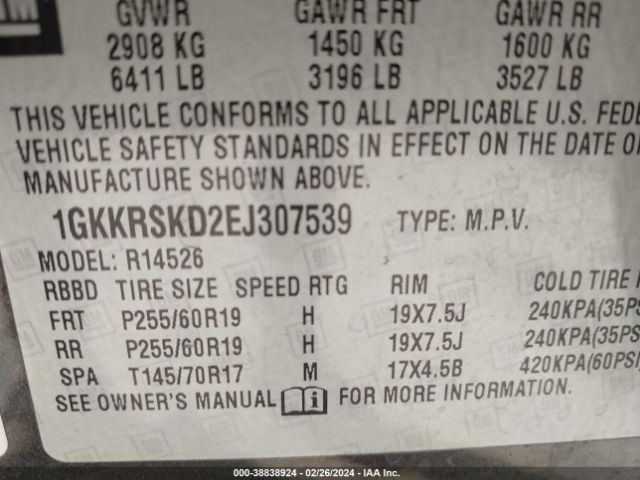 GM
GVWR GAWR FRT GAWR RR
2908 KG 1450 KG 1600 KG
6411 LB 3196 LB 3527 LB
THIS VEHICLE CONFORMS TO ALL APPLICABLE U.S. FEDE
VEHICLE SAFETY STANDARDS IN EFFECT ON THE DATE O
MANUFACTURE SHOWN ABOVE.
1GKKRSKD2EJ307539 TYPE: M.P.V.
MODEL: R14526
RBBD TIRE SIZE SPEED RTG RIM COLD TIRE
FRT P255/60R19 H 19X7.5J 240KPA(35PS
RR P255/60R19 H 19X7.5J 240KPA(35PS
SPA T145/70R17 M 17X4.5B 420KPA(60PSI
SEE OWNER'S MANUAL i FOR MORE INFORMATION.
000-38838924 - 02/26/2024 - IAA Inc.